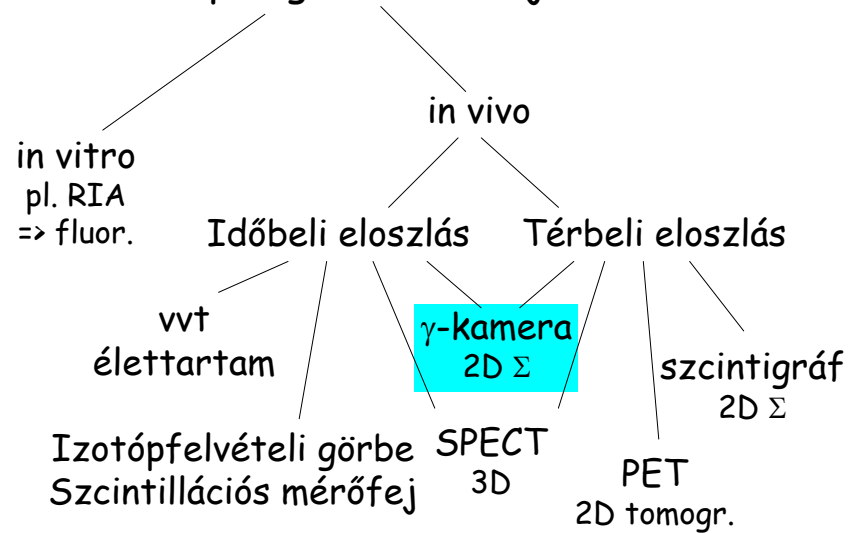 in vivo
in vitro
pl. RIA
=> fluor.
Időbeli eloszlás
Térbeli eloszlás
vvt
élettartam
γ-kamera
2D Σ
szcintigráf
2D Σ
Izotópfelvételi görbe
Szcintillációs mérőfej
SPECT
3D
PET
2D tomogr.